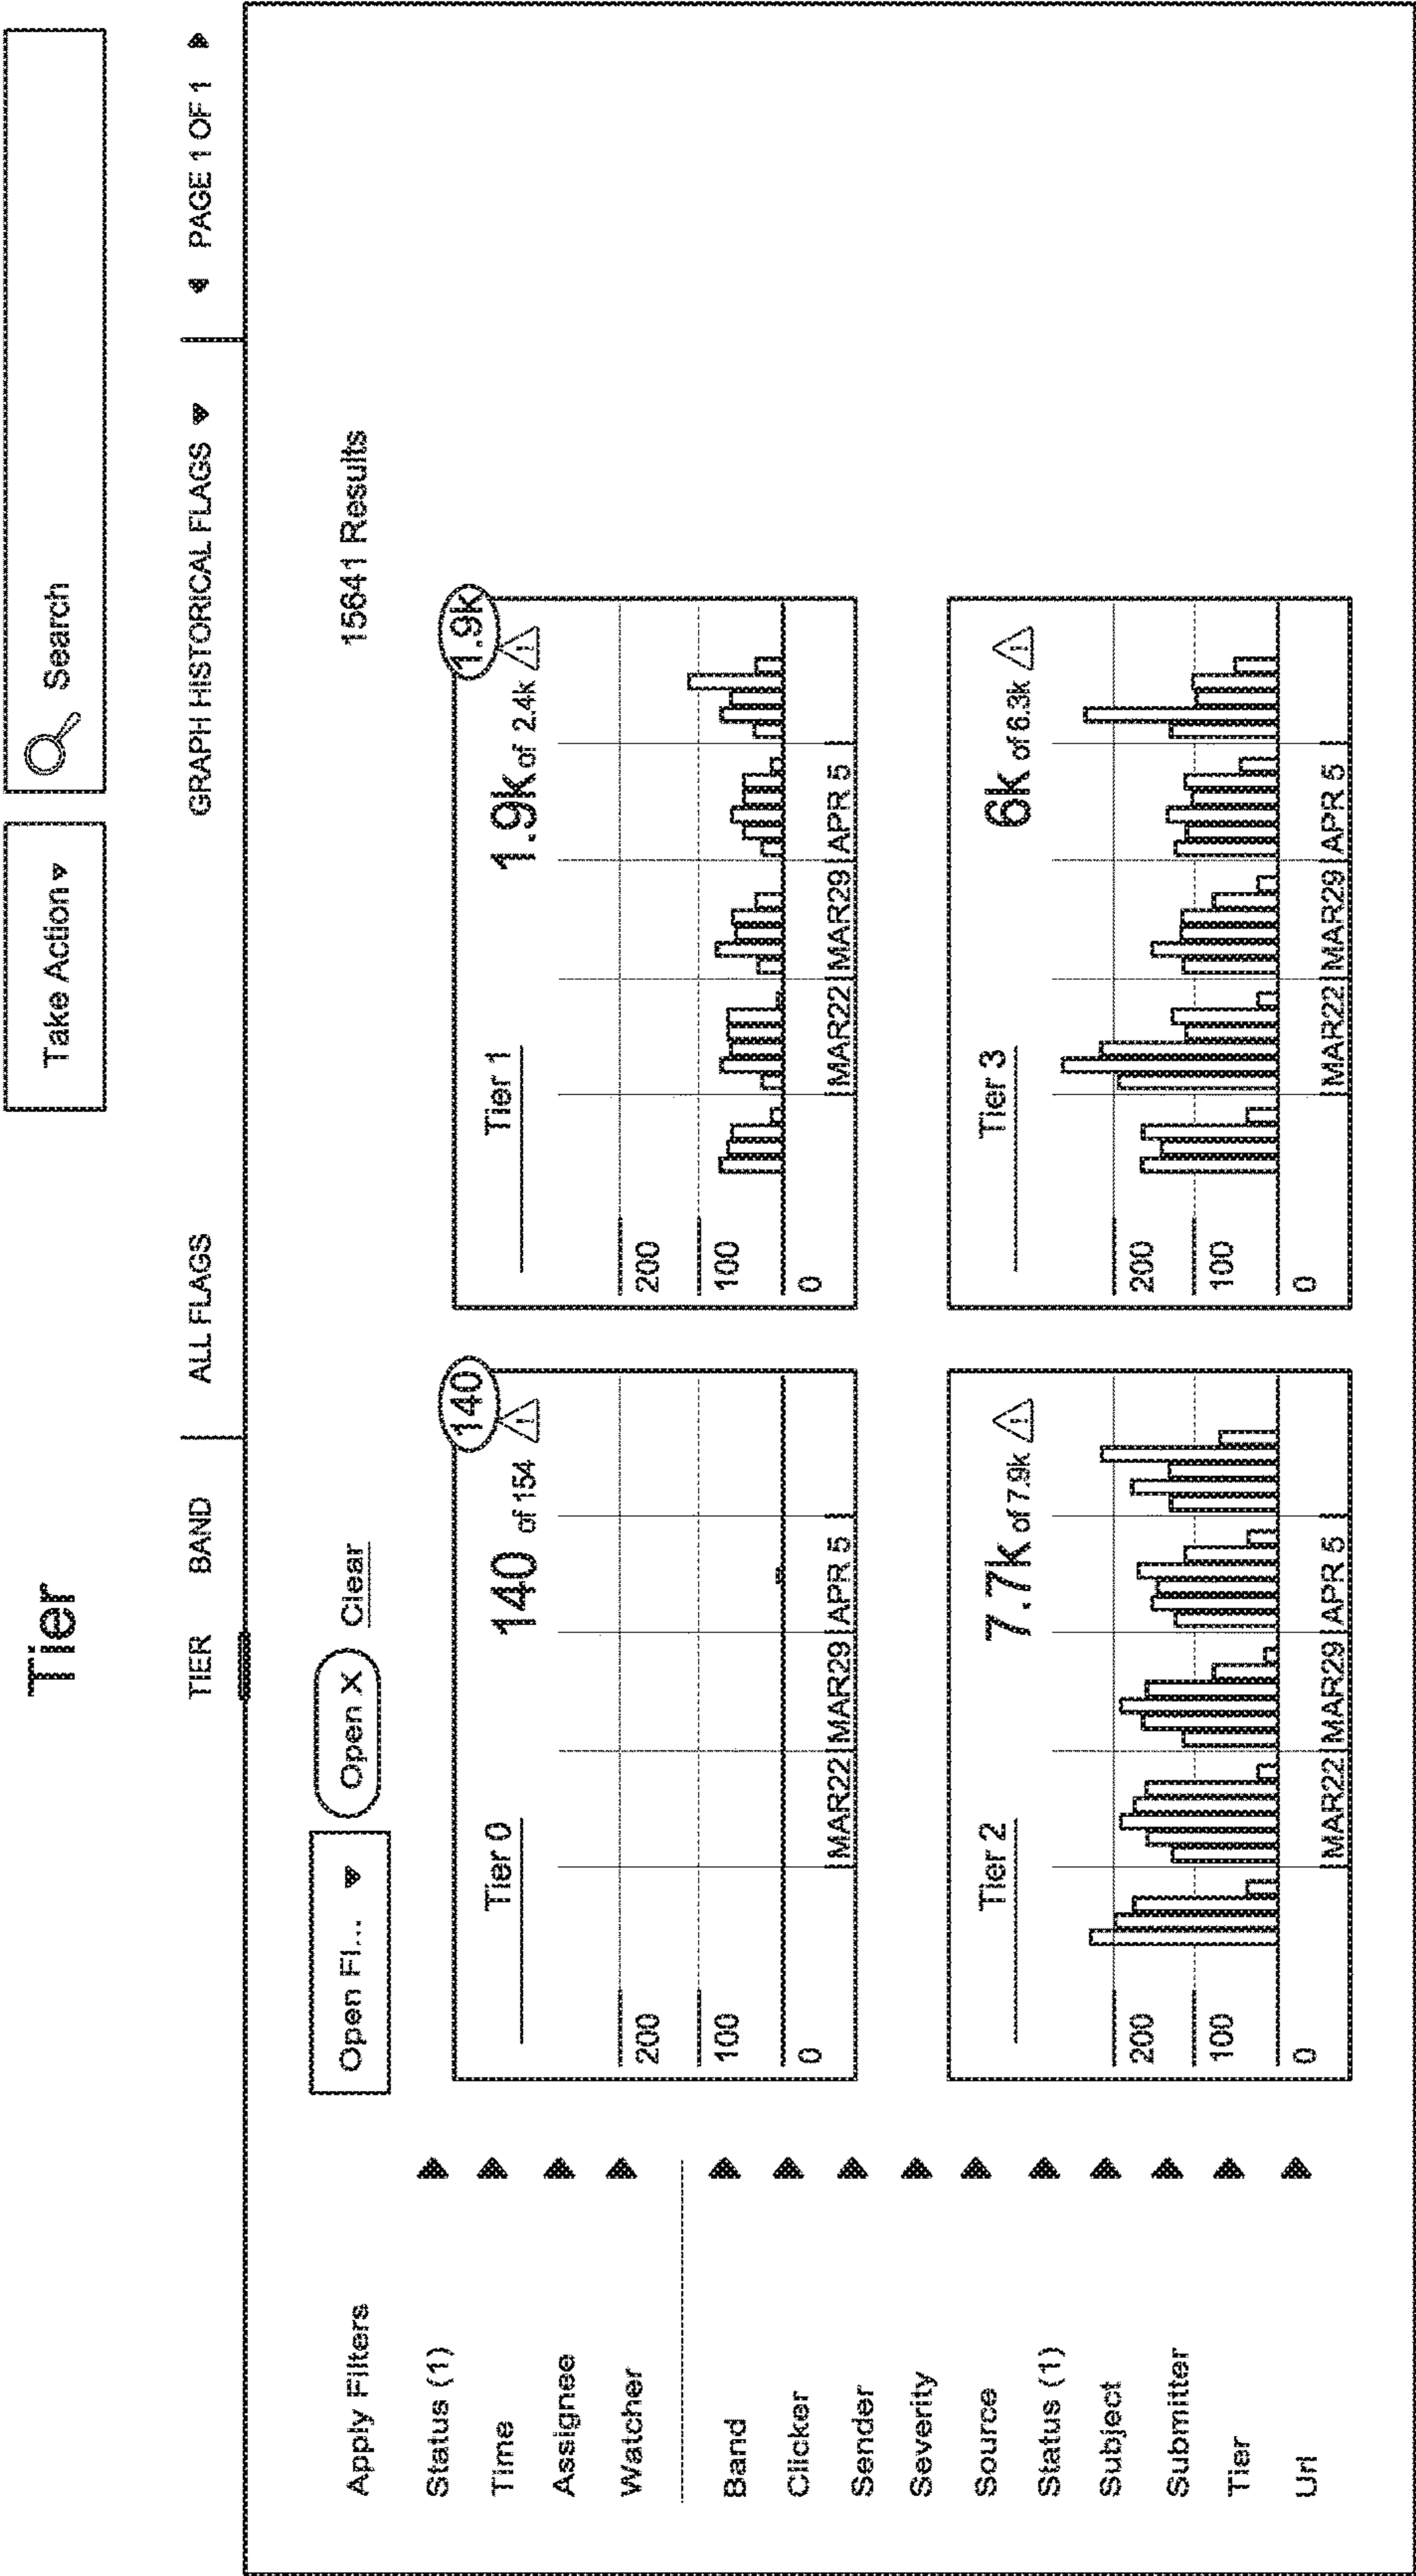 Tier
Take Action
Search
TIER BAND ALL FLAGS GRAPH HISTORICAL FLAGS PAGE 1 OF 1
Apply Filters
Open Fl... Open X Clear
15641 Results
Status (1)
Time
Assignee
Watcher
Band
Clicker
Sender
Severity
Source
Status (1)
Subject
Submitter
Tier
Url
140
Tier 0
140 of 154
200
100
0
MAR22 MAR29 APR 5
1.9k
Tier 1
1.9K of 2.4k
200
100
0
MAR22 MAR29 APR 5
Tier 2
7.7K of 7.9k
200
100
0
MAR22 MAR29 APR 5
Tier 3
6K of 6.3k
200
100
0
MAR22 MAR29 APR 5